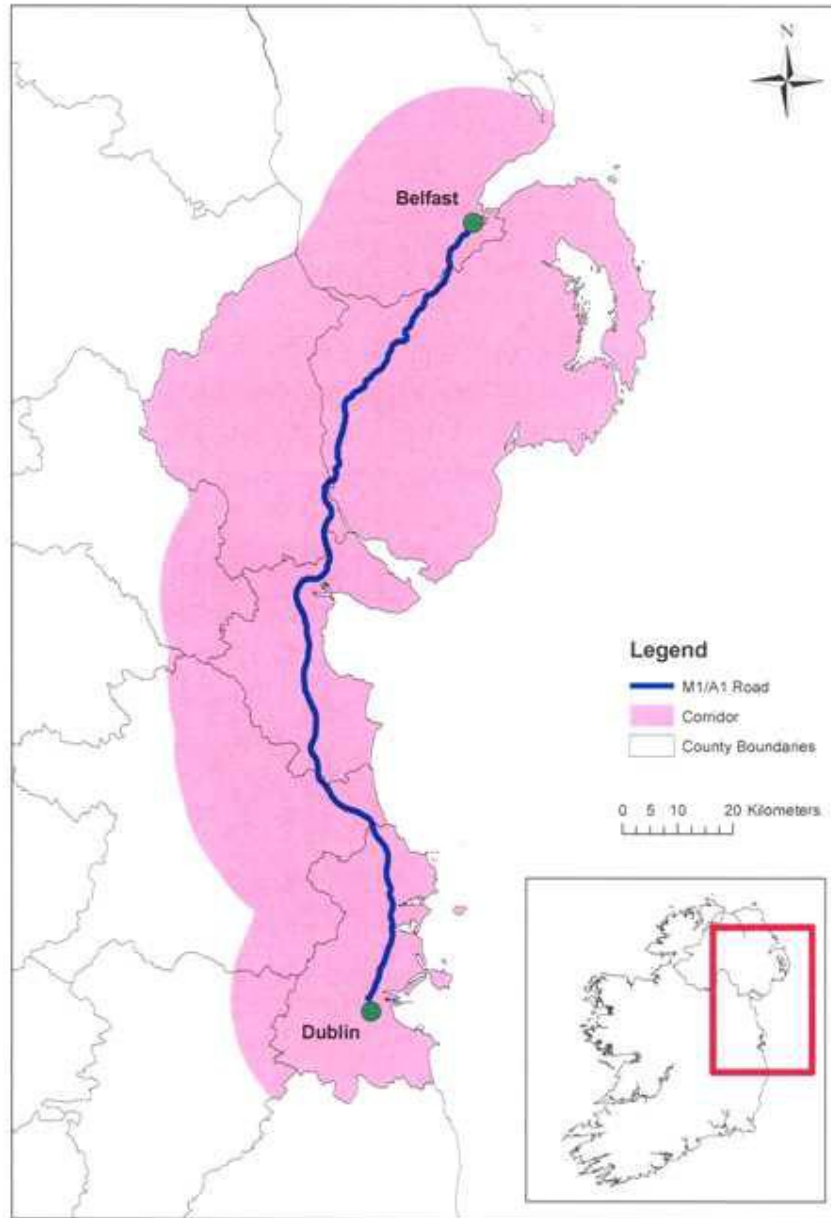 N
Belfast
Legend
M1/A1 Road
Corridor
County Boundaries
0 5 10 20 Kilometers
Dublin